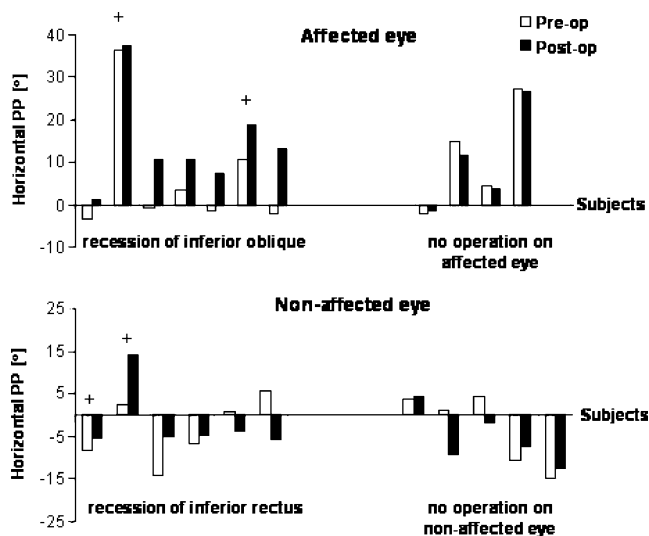 +
Affected eye
Pre-op
Post-op
Horizontal PP [°]
40
30
20
10
0
-10
+
Subjects
recession of inferior oblique
no operation on
affected eye
Non-affected eye
Horizontal PP [°]
25
15
5
-5
-15
-25
+
+
Subjects
recession of inferior rectus
no operation on
non-affected eye